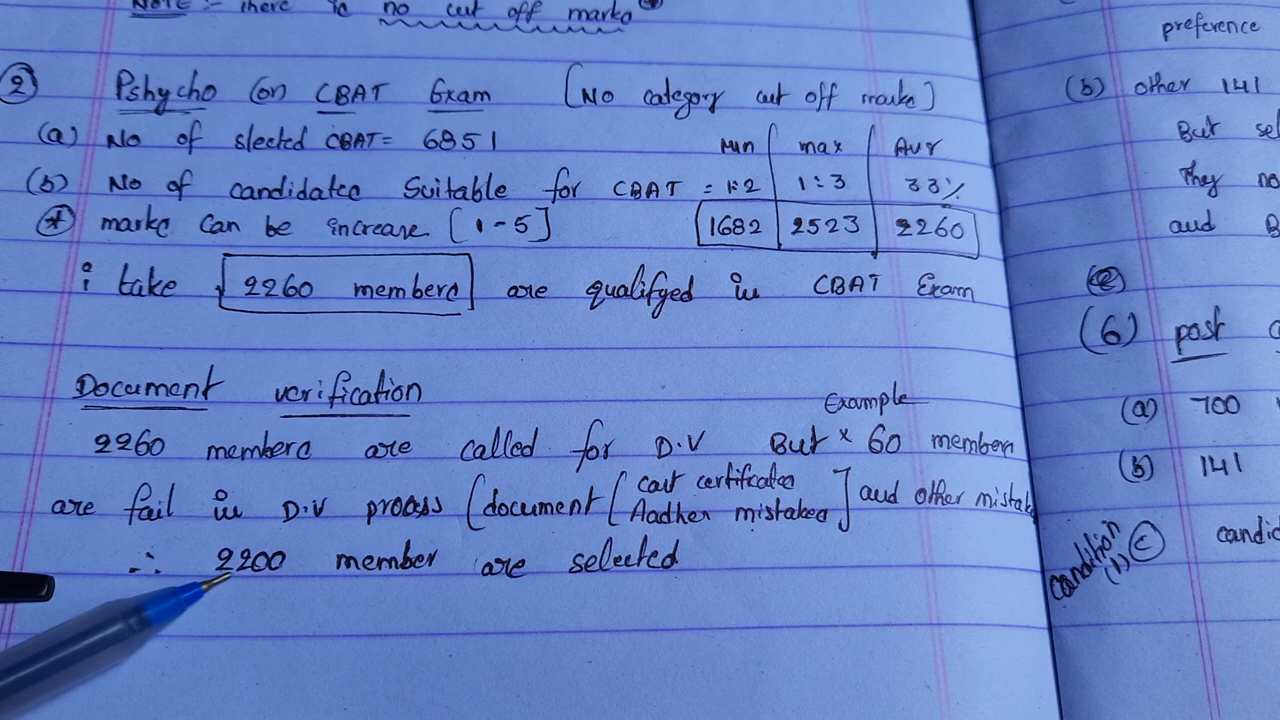 NOTE :- there is no cut off marks
(2) Pshycho (or) CBAT Exam [No category cut off marks]
(a) No of slected CBAT= 6851
Min max Avr
(b) No of candidates Suitable for CBAT = 1:2 1:3 33%
* marks can be increase [1-5] 1682 2523 2260
i take 2260 members are qualifyed in CBAT Exam
Document verification
Example
2260 members are called for D.V But x 60 members
are fail in D.V process [document [cast certificates Aadher mistakes] and other mistak
∴ 2200 member are selected
preference
(b) other 141
But sel
They no
and B
(6) post
(a) 700
(b) 141
condition (1) (c) candic